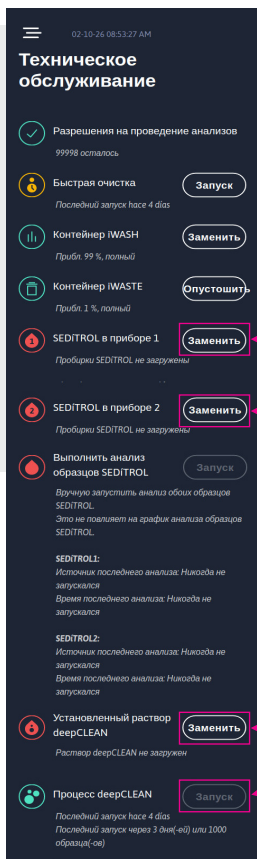 02-10-26 08:53:27 AM
Техническое
обслуживание
Разрешения на проведение анализов
99998 осталось
Быстрая очистка
Запуск
Последний запуск hace 4 dias
Контейнер iWASH
Заменить
Прибл. 99 %, полный
Контейнер iWASTE
Опустошить
Прибл. 1 %, полный
1
SEDiTROL в приборе 1
Заменить
Пробирки SEDiTROL не загружены
2
SEDiTROL в приборе 2
Заменить
Пробирки SEDiTROL не загружены
Выполнить анализ
образцов SEDiTROL
Запуск
Вручную запустить анализ обоих образцов
SEDiTROL.
Это не повлияет на график анализа образцов
SEDiTROL.
SEDiTROL1:
Источник последнего анализа: Никогда не
запускался
Время последнего анализа: Никогда не
запускался
SEDiTROL2:
Источник последнего анализа: Никогда не
запускался
Время последнего анализа: Никогда не
запускался
Установленный раствор
deepCLEAN
Заменить
Раствор deepCLEAN не загружен
Процесс deepCLEAN
Запуск
Последний запуск hace 4 dias
Последний запуск через 3 дня(-ей) или 1000
образца(-ов)